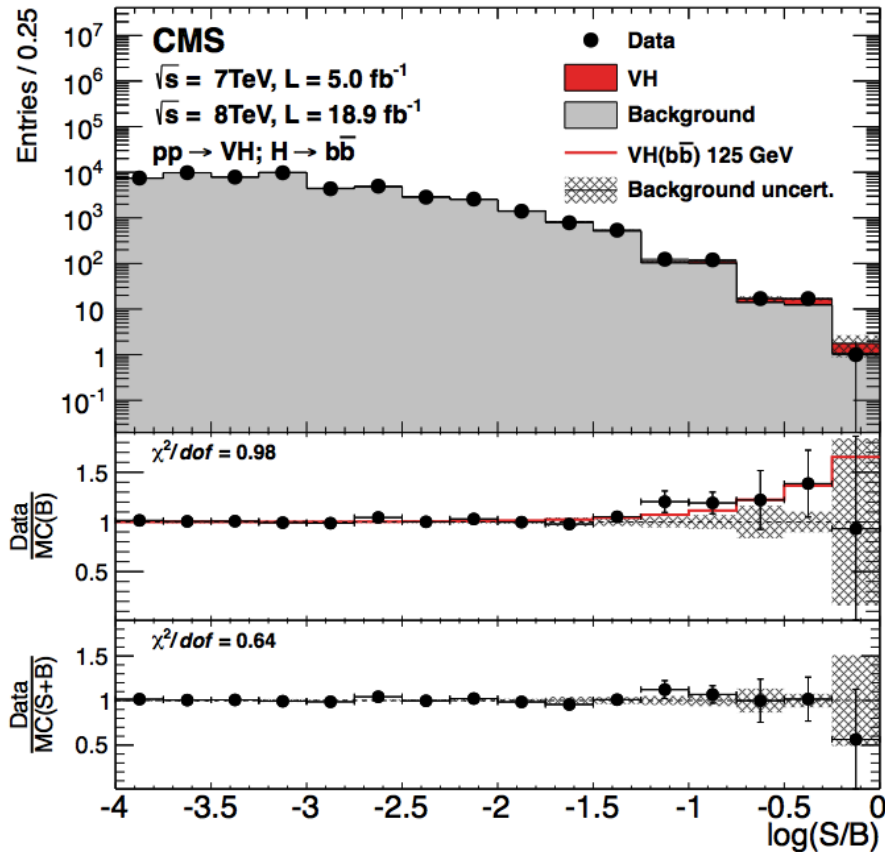 Entries / 0.25
10⁷
10⁶
10⁵
10⁴
10³
10²
10
1
10⁻¹
CMS
√s = 7TeV, L = 5.0 fb⁻¹
√s = 8TeV, L = 18.9 fb⁻¹
pp → VH; H → bb̅
Data
VH
Background
VH(bb̅) 125 GeV
Background uncert.
Data
MC(B)
1.5
1
0.5
χ²/dof = 0.98
Data
MC(S+B)
1.5
1
0.5
χ²/dof = 0.64
-4 -3.5 -3 -2.5 -2 -1.5 -1 -0.5 0
log(S/B)